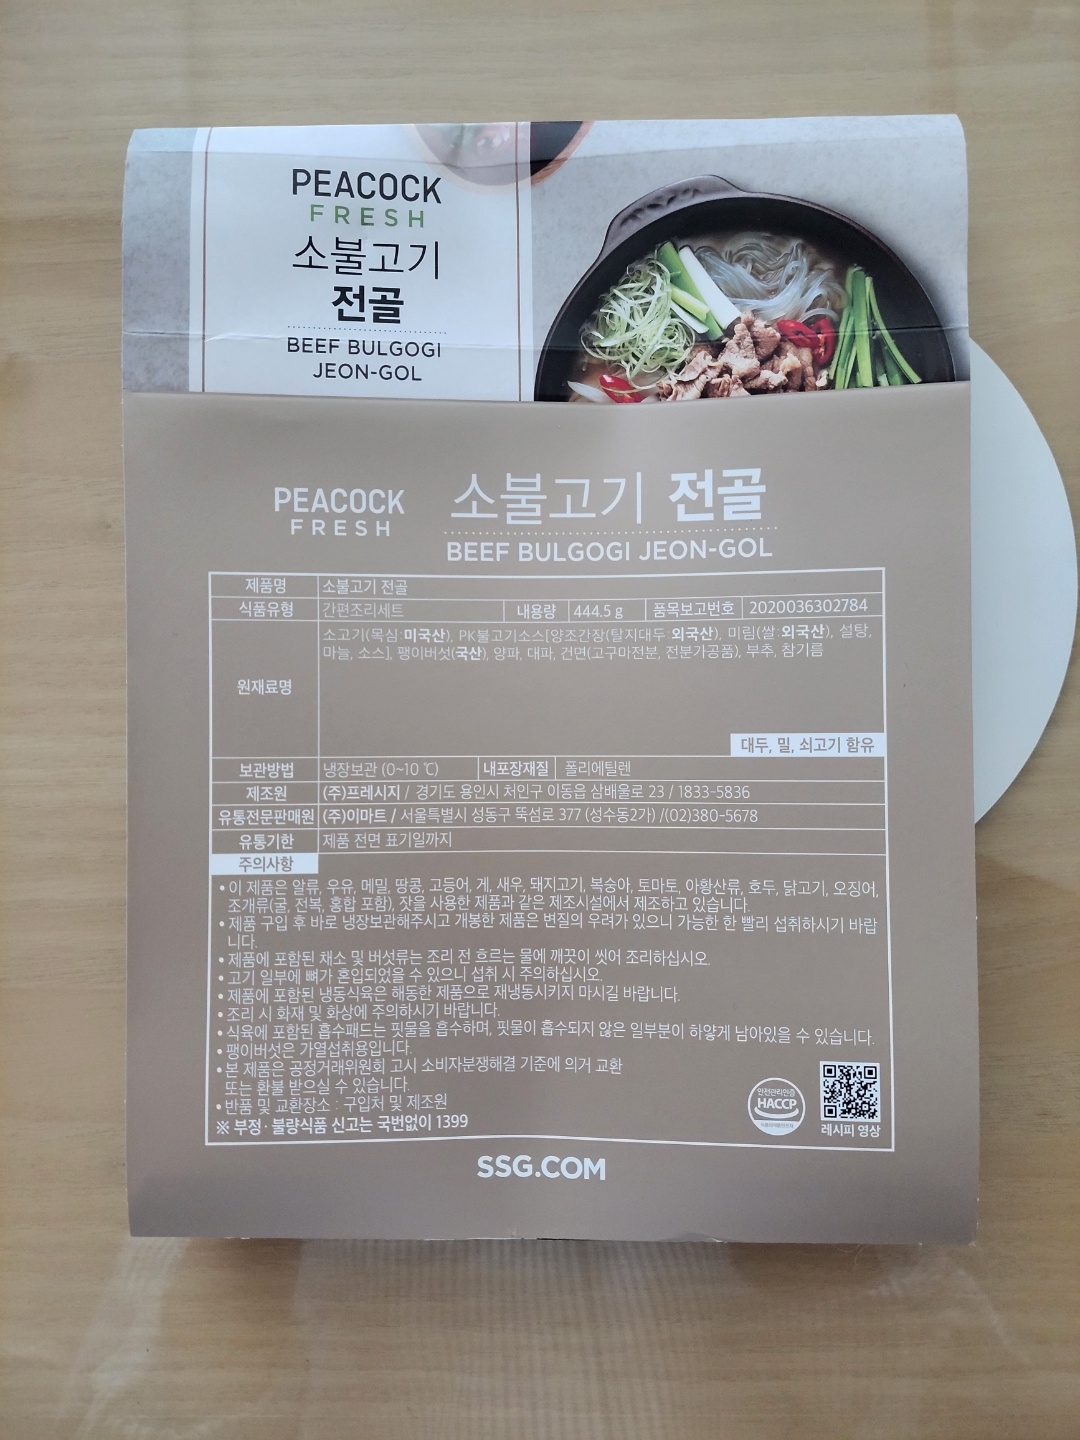 PEACOCK
FRESH
소불고기
전골
BEEF BULGOGI
JEON-GOL
PEACOCK
FRESH
소불고기 전골
BEEF BULGOGI JEON-GOL
제품명 소불고기 전골
식품유형 간편조리세트 내용량 444.5 g 품목보고번호 2020036302784
원재료명
소고기(목심:미국산), PK불고기소스[양조간장(탈지대두:외국산), 미림(쌀:외국산), 설탕,
마늘, 소스], 팽이버섯(국산), 양파, 대파, 건면(고구마전분, 전분가공품), 부추, 참기름
대두, 밀, 쇠고기 함유
보관방법 냉장보관 (0~10 ℃) 내포장재질 폴리에틸렌
제조원 (주)프레시지 / 경기도 용인시 처인구 이동읍 삼배울로 23 / 1833-5836
유통전문판매원 (주)이마트 / 서울특별시 성동구 뚝섬로 377 (성수동2가) /(02)380-5678
유통기한 제품 전면 표기일까지
주의사항
• 이 제품은 알류, 우유, 메밀, 땅콩, 고등어, 게, 새우, 돼지고기, 복숭아, 토마토, 아황산류, 호두, 닭고기, 오징어,
조개류(굴, 전복, 홍합 포함), 잣을 사용한 제품과 같은 제조시설에서 제조하고 있습니다.
• 제품 구입 후 바로 냉장보관해주시고 개봉한 제품은 변질의 우려가 있으니 가능한 한 빨리 섭취하시기 바랍
니다.
• 제품에 포함된 채소 및 버섯류는 조리 전 흐르는 물에 깨끗이 씻어 조리하십시오.
• 고기 일부에 뼈가 혼입되었을 수 있으니 섭취 시 주의하십시오.
• 제품에 포함된 냉동식육은 해동한 제품으로 재냉동시키지 마시길 바랍니다.
• 조리 시 화재 및 화상에 주의하시기 바랍니다.
• 식육에 포함된 흡수패드는 핏물을 흡수하며, 핏물이 흡수되지 않은 일부분이 하얗게 남아있을 수 있습니다.
• 팽이버섯은 가열섭취용입니다.
• 본 제품은 공정거래위원회 고시 소비자분쟁해결 기준에 의거 교환
또는 환불 받으실 수 있습니다.
• 반품 및 교환장소 : 구입처 및 제조원
※ 부정·불량식품 신고는 국번없이 1399
안전관리인증
HACCP
레시피 영상
SSG.COM